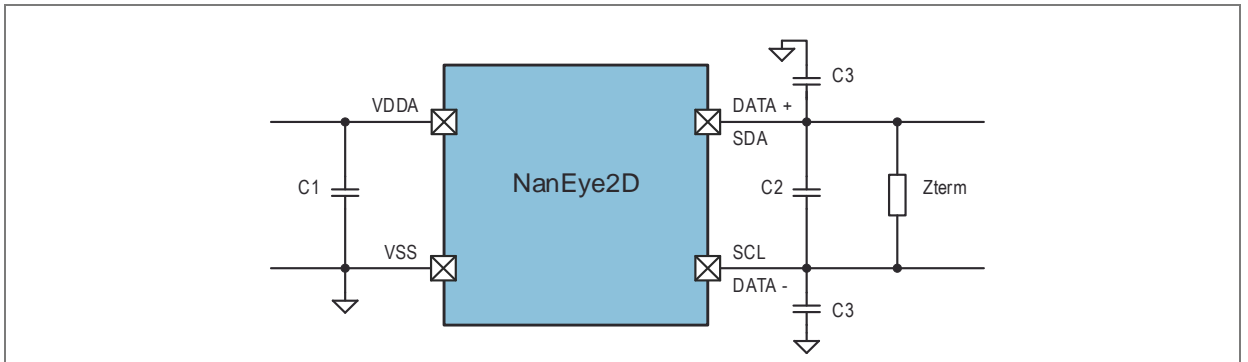 C3
VDDA
DATA +
SDA
C1
NanEye2D
C2
Zterm
VSS
SCL
DATA -
C3